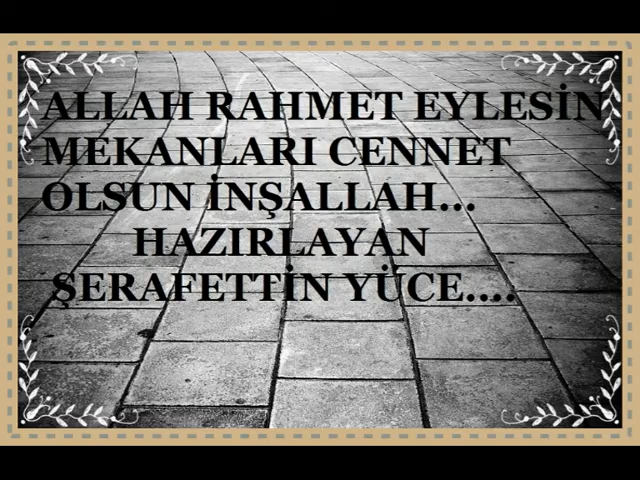 ALLAH RAHMET EYLESİN
MEKANLARI CENNET
OLSUN İNŞALLAH...
HAZIRLAYAN
ŞERAFETTİN YÜCE....